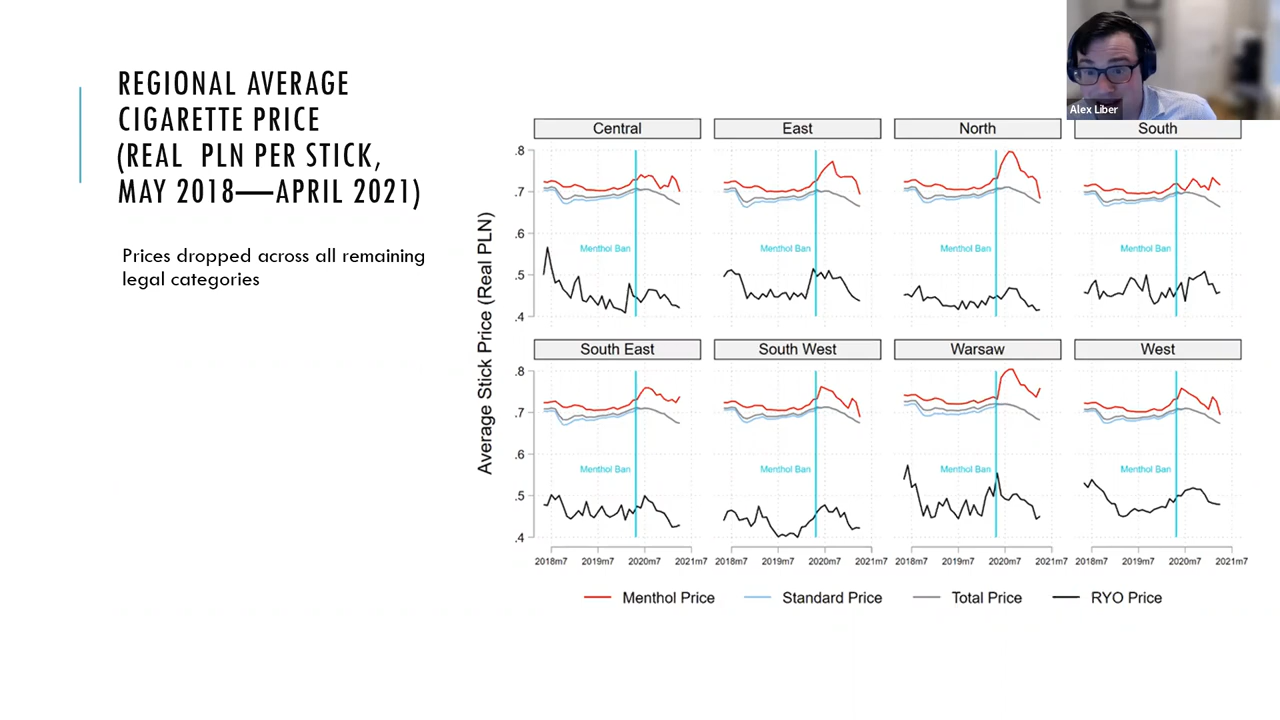 REGIONAL AVERAGE
CIGARETTE PRICE
(REAL PLN PER STICK,
MAY 2018—APRIL 2021)
Prices dropped across all remaining
legal categories
Alex Liber
Average Stick Price (Real PLN)
Central
East
North
South
.8
.7
.6
.5
.4
Menthol Ban
Menthol Ban
Menthol Ban
Menthol Ban
South East
South West
Warsaw
West
.8
.7
.6
.5
.4
Menthol Ban
Menthol Ban
Menthol Ban
Menthol Ban
2018m7 2019m7 2020m7 2021m7
2018m7 2019m7 2020m7 2021m7
2018m7 2019m7 2020m7 2021m7
2018m7 2019m7 2020m7 2021m7
Menthol Price
Standard Price
Total Price
RYO Price